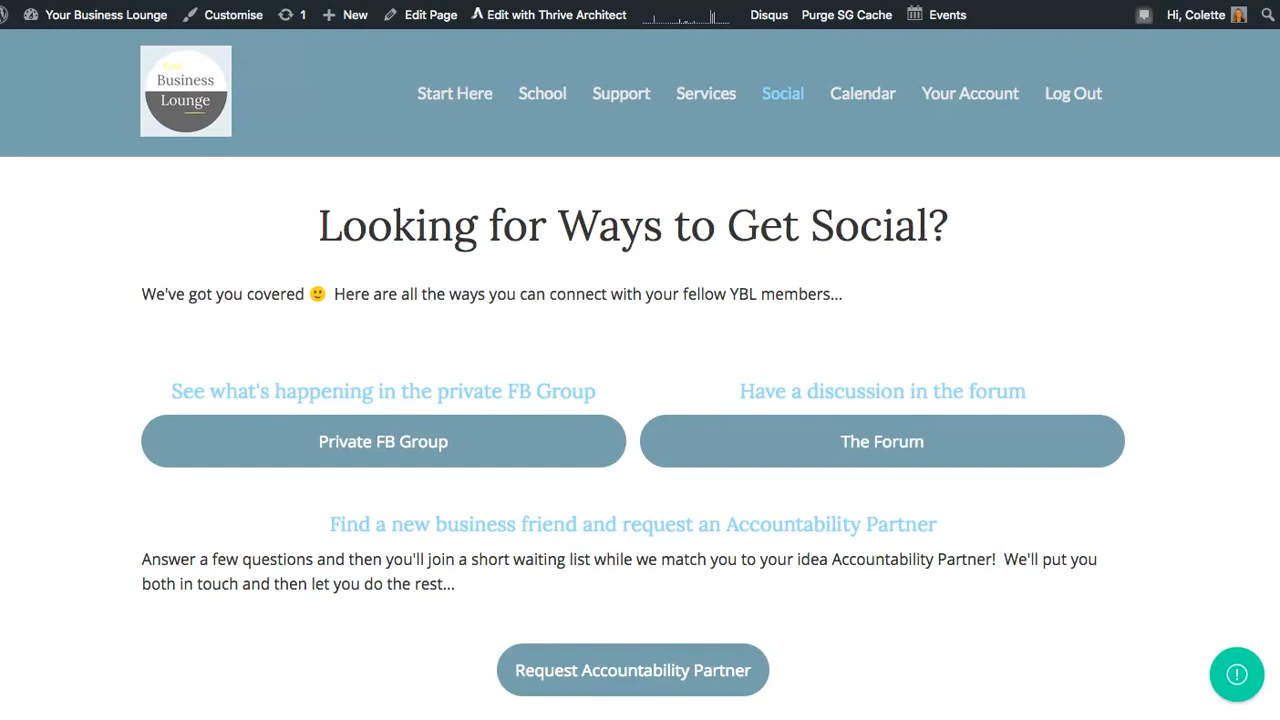 Your Business Lounge Customise 1 New Edit Page Edit with Thrive Architect Disqus Purge SG Cache Events Hi, Colette
Your
Business
Lounge
Start Here School Support Services Social Calendar Your Account Log Out
Looking for Ways to Get Social?
We've got you covered 🙂 Here are all the ways you can connect with your fellow YBL members...
See what's happening in the private FB Group Have a discussion in the forum
Private FB Group The Forum
Find a new business friend and request an Accountability Partner
Answer a few questions and then you'll join a short waiting list while we match you to your idea Accountability Partner! We'll put you
both in touch and then let you do the rest...
Request Accountability Partner